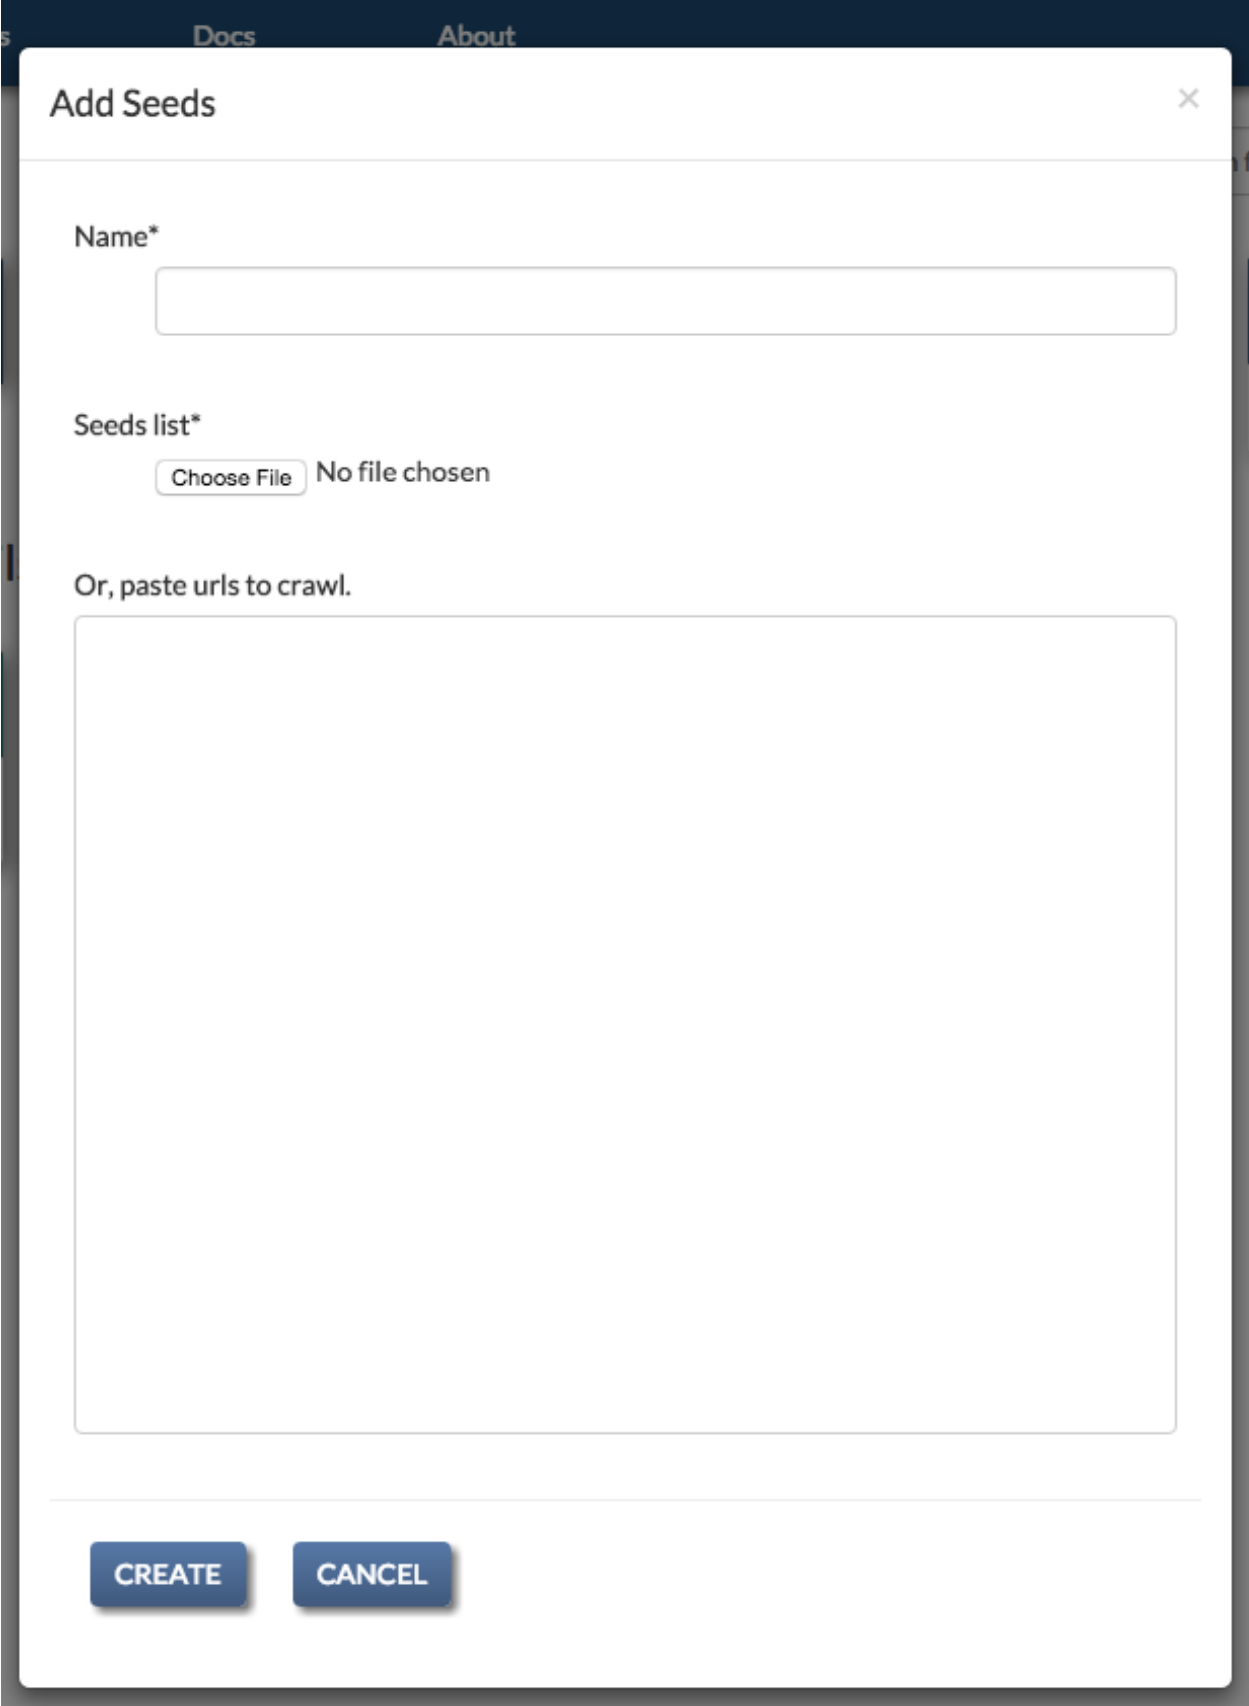 Docs About
Add Seeds ×
Name*
Seeds list*
Choose File No file chosen
Or, paste urls to crawl.
CREATE CANCEL